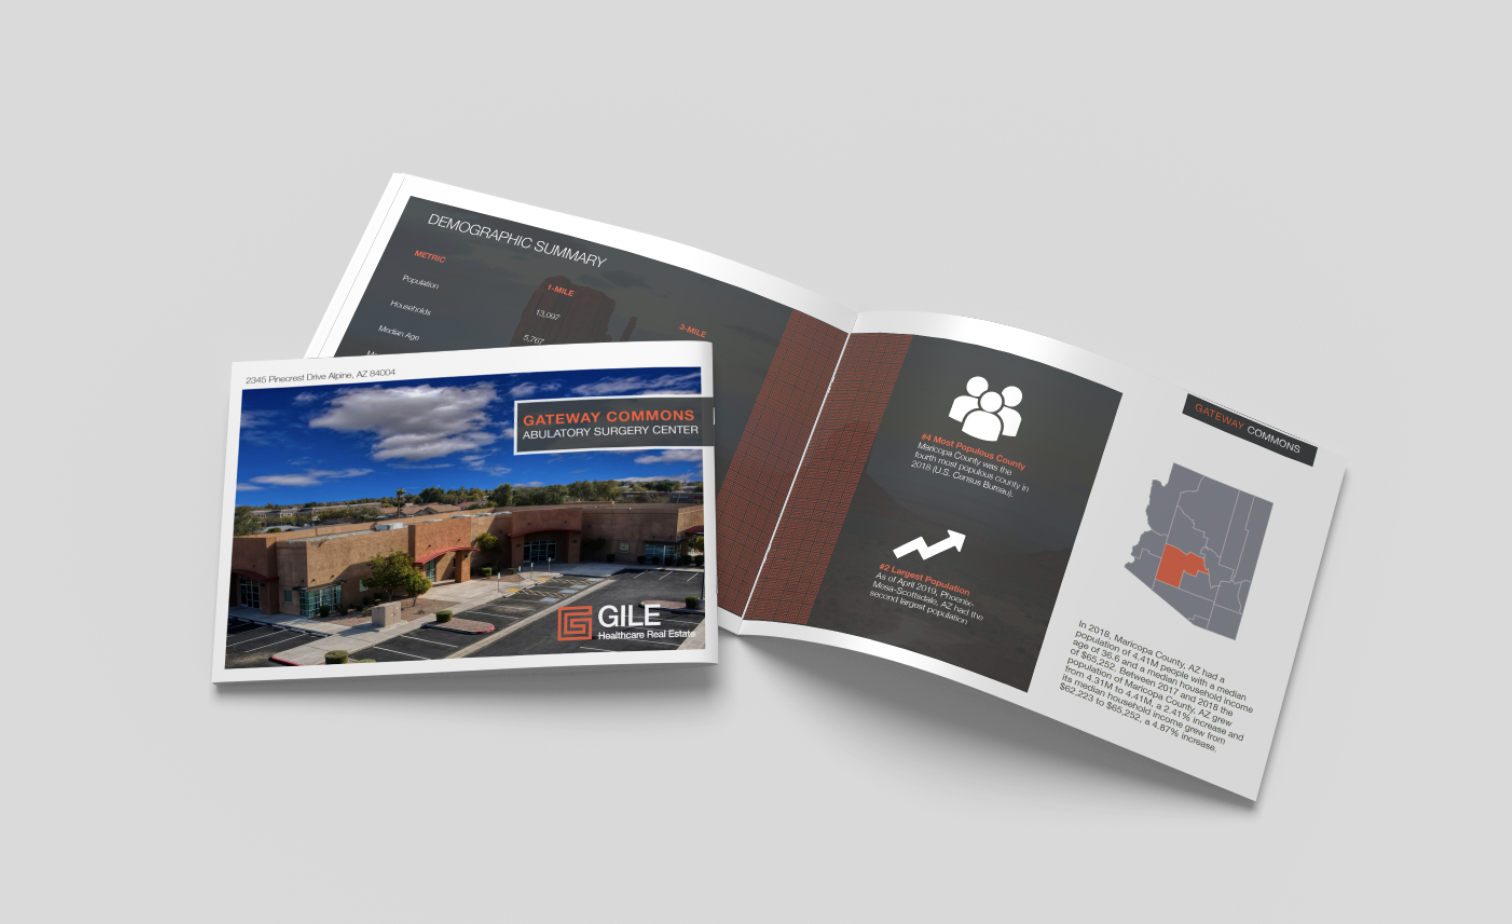 DEMOGRAPHIC SUMMARY
METRIC
1-MILE
3-MILE
Population
13,097
Households
5,767
Median Age
2345 Pinecrest Drive Alpine, AZ 84004
GATEWAY COMMONS
ABULATORY SURGERY CENTER
GILE
Healthcare Real Estate
#4 Most Populous County
Maricopa County was the
fourth most populous county in
2018 (U.S. Census Bureau).
#2 Largest Population
As of April 2019, Phoenix-
Mesa-Scottsdale, AZ had the
second largest population
GATEWAY COMMONS
In 2018, Maricopa County, AZ had a
population of 4.41M people with a median
age of 36.6 and a median household income
of $65,252. Between 2017 and 2018 the
population of Maricopa County, AZ grew
from 4.31M to 4.41M, a 2.41% increase and
its median household income grew from
$62,223 to $65,252, a 4.87% increase.